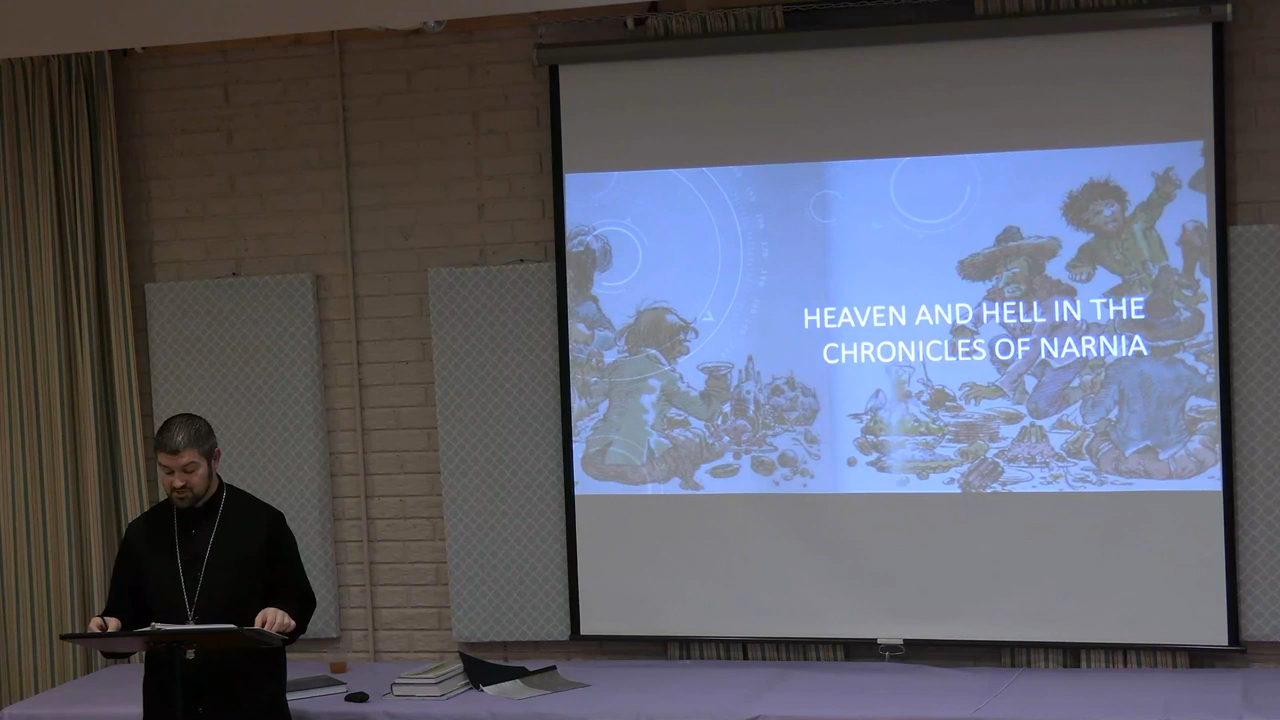 HEAVEN AND HELL IN THE
CHRONICLES OF NARNIA